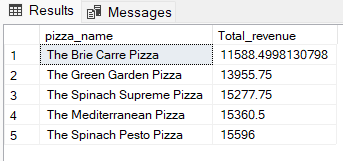 Results Messages
pizza_name Total_revenue
1 The Brie Carre Pizza 11588.4998130798
2 The Green Garden Pizza 13955.75
3 The Spinach Supreme Pizza 15277.75
4 The Mediterranean Pizza 15360.5
5 The Spinach Pesto Pizza 15596